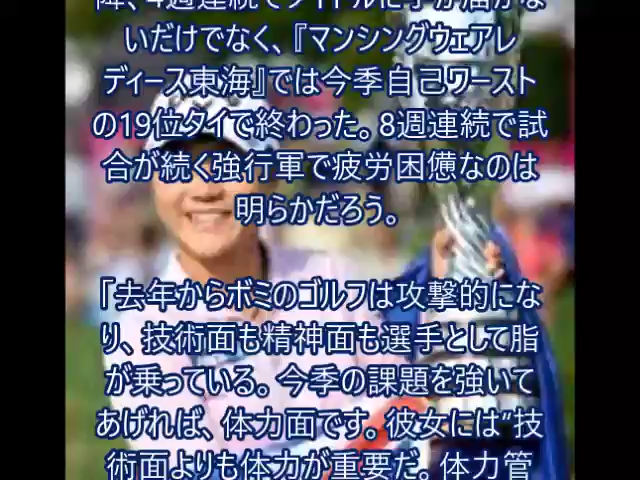 降、4週連続でタイトルに手が届かな
いだけでなく、『マンシングウェアレ
ディース東海』では今季自己ワースト
の19位タイで終わった。8週連続で試
合が続く強行軍で疲労困憊なのは
明らかだろう。
「去年からボミのゴルフは攻撃的にな
り、技術面も精神面も選手として脂
が乗っている。今季の課題を強いて
あげれば、体力面です。彼女には“技
術面よりも体力が重要だ。体力管